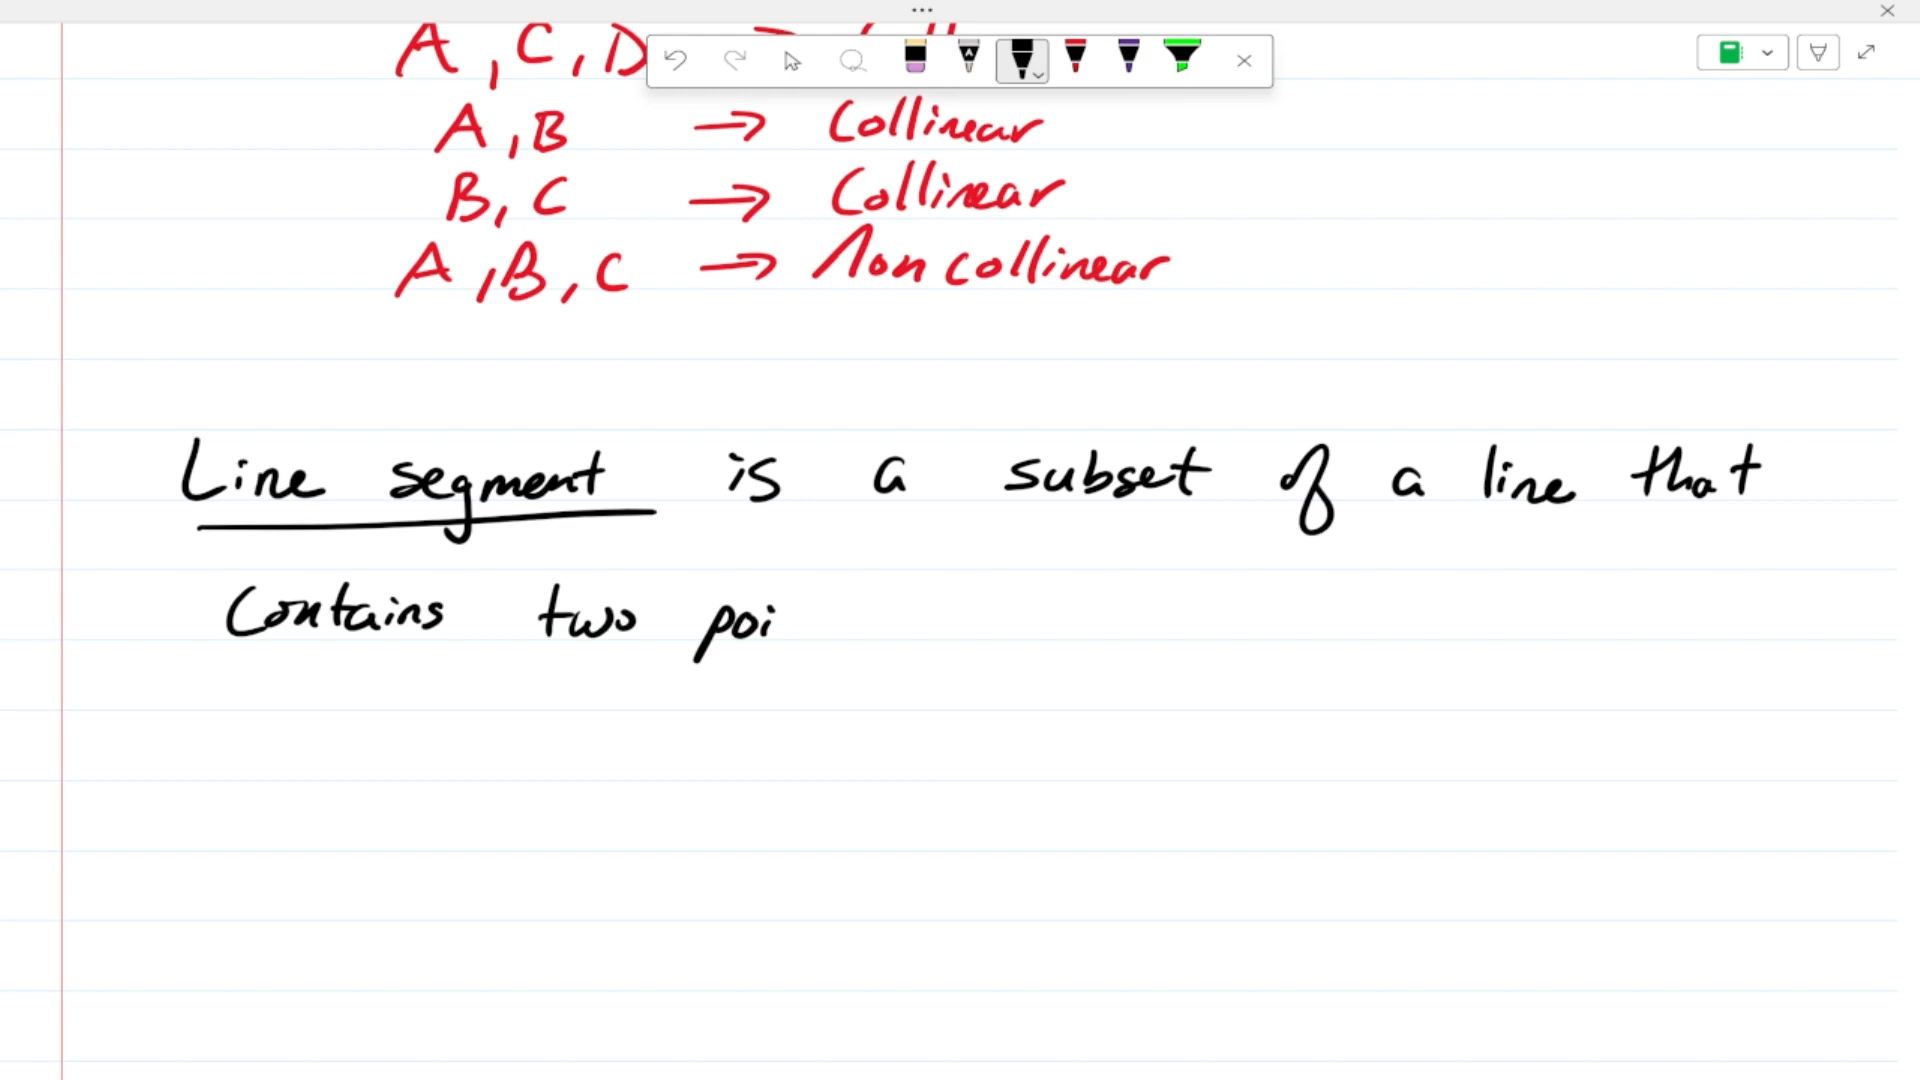 A, C, D
A, B → Collinear
B, C → Collinear
A, B, C → Non collinear
Line segment is a subset of a line that
Contains two poi